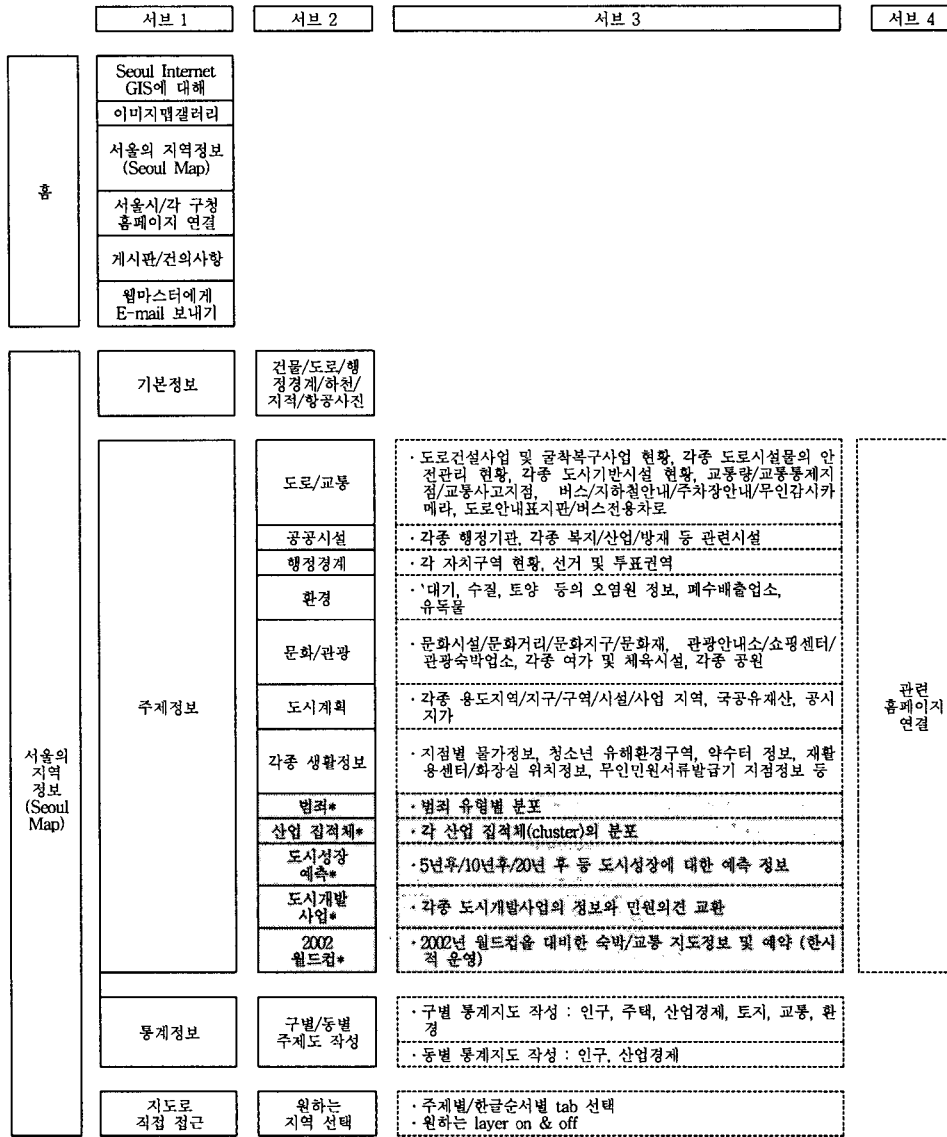 서브 1
서브 2
서브 3
서브 4
홈
Seoul Internet
GIS에 대해
이미지맵갤러리
서울의 지역정보
(Seoul Map)
서울시/각 구청
홈페이지 연결
게시판/건의사항
웹마스터에게
E-mail 보내기
서울의
지역
정보
(Seoul
Map)
기본정보
건물/도로/행
정경계/하천/
지적/항공사진
주제정보
도로/교통
· 도로건설사업 및 굴착복구사업 현황, 각종 도로시설물의 안
전관리 현황, 각종 도시기반시설 현황, 교통량/교통통제지
점/교통사고지점, 버스/지하철안내/주차장안내/무인감시카
메라, 도로안내표지판/버스전용차로
공공시설
· 각종 행정기관, 각종 복지/산업/방재 등 관련시설
행정경계
· 각 자치구역 현황, 선거 및 투표권역
환경
· 대기, 수질, 토양 등의 오염원 정보, 폐수배출업소,
유독물
문화/관광
· 문화시설/문화거리/문화지구/문화재, 관광안내소/쇼핑센터/
관광숙박업소, 각종 여가 및 체육시설, 각종 공원
도시계획
· 각종 용도지역/지구/구역/시설/사업 지역, 국공유재산, 공시
지가
각종 생활정보
· 지점별 물가정보, 청소년 유해환경구역, 약수터 정보, 재활
용센터/화장실 위치정보, 무인민원서류발급기 지점정보 등
범죄*
· 범죄 유형별 분포
산업 집적체*
· 각 산업 집적체(cluster)의 분포
도시성장
예측*
· 5년후/10년후/20년 후 등 도시성장에 대한 예측 정보
도시개발
사업*
· 각종 도시개발사업의 정보와 민원의견 교환
2002
월드컵*
· 2002년 월드컵을 대비한 숙박/교통 지도정보 및 예약 (한시
적 운영)
관련
홈페이지
연결
통계정보
구별/동별
주제도 작성
· 구별 통계지도 작성 : 인구, 주택, 산업경제, 토지, 교통, 환
경
· 동별 통계지도 작성 : 인구, 산업경제
지도로
직접 접근
원하는
지역 선택
· 주제별/한글순서별 tab 선택
· 원하는 layer on & off